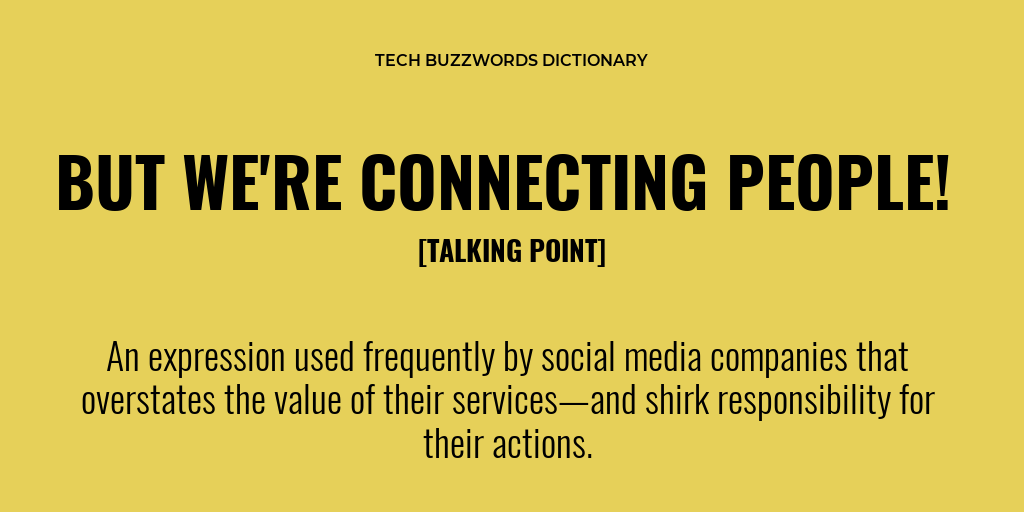 TECH BUZZWORDS DICTIONARY
BUT WE'RE CONNECTING PEOPLE!
[TALKING POINT]
An expression used frequently by social media companies that
overstates the value of their services—and shirk responsibility for
their actions.